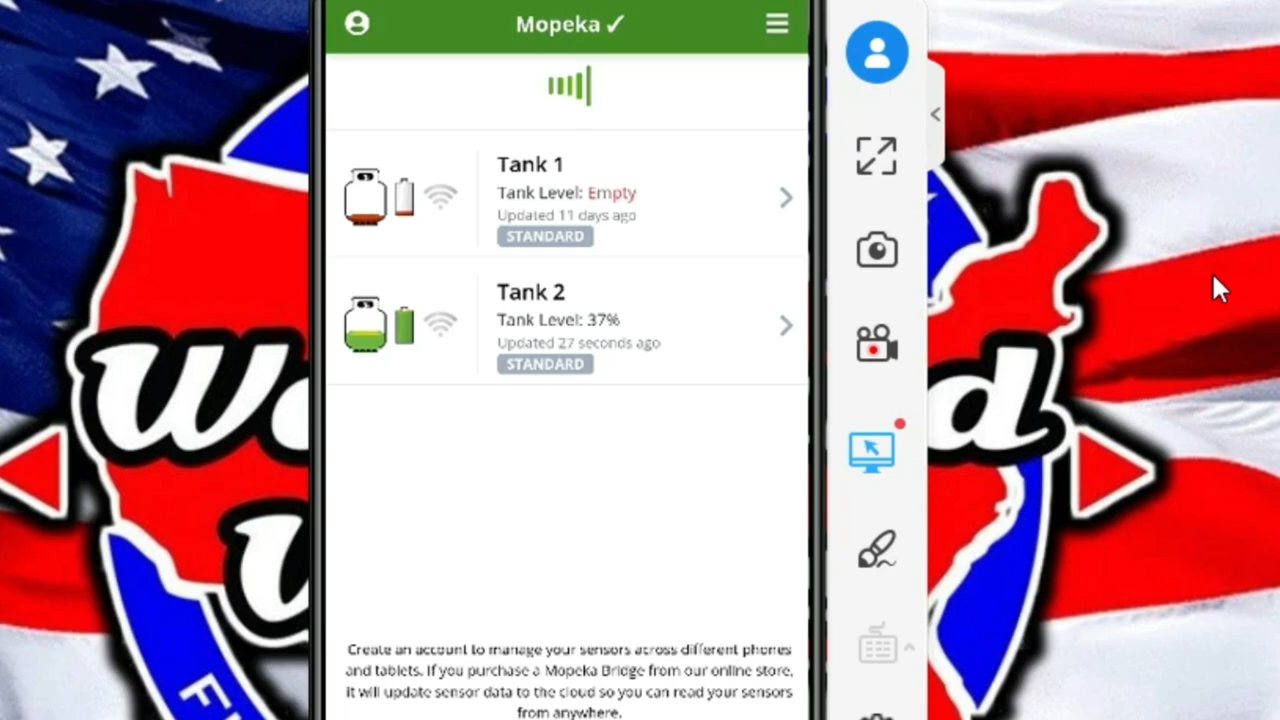 Mopeka ✓
Tank 1
Tank Level: Empty
Updated 11 days ago
STANDARD
Tank 2
Tank Level: 37%
Updated 27 seconds ago
STANDARD
Create an account to manage your sensors across different phones
and tablets. If you purchase a Mopeka Bridge from our online store,
it will update sensor data to the cloud so you can read your sensors
from anywhere.